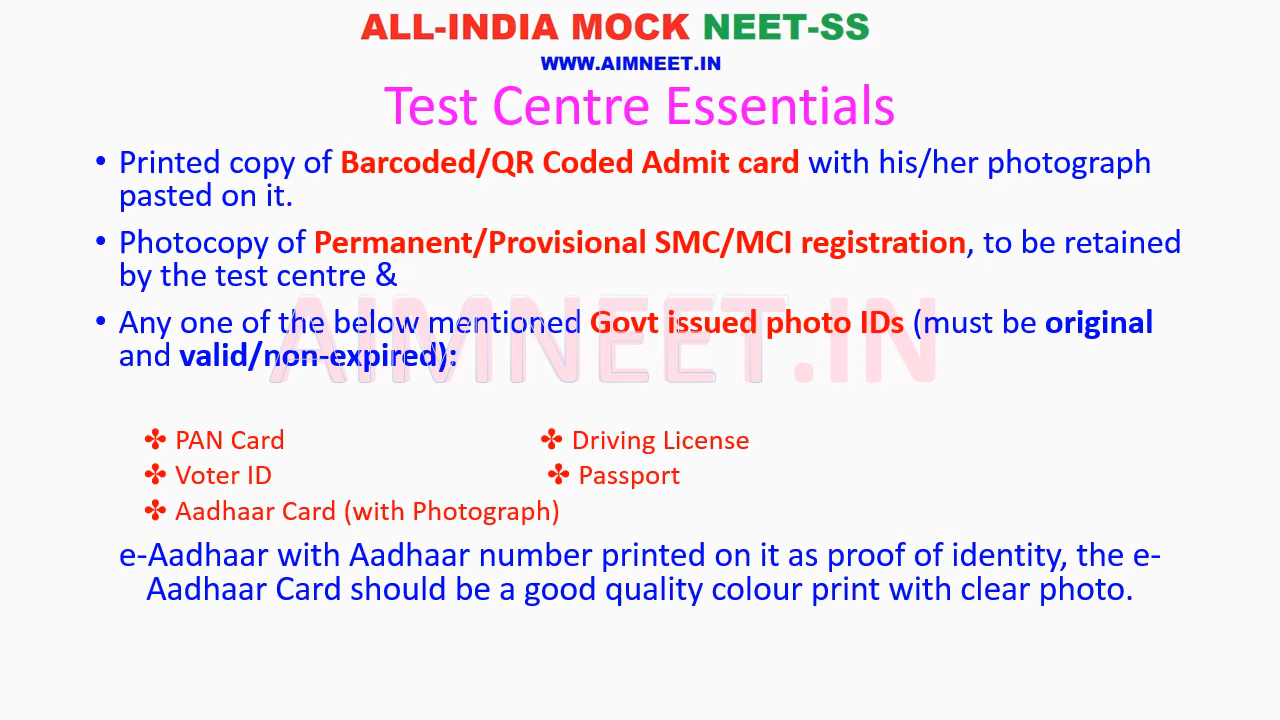 ALL-INDIA MOCK NEET-SS
WWW.AIMNEET.IN
Test Centre Essentials
• Printed copy of Barcoded/QR Coded Admit card with his/her photograph
pasted on it.
• Photocopy of Permanent/Provisional SMC/MCI registration, to be retained
by the test centre &
• Any one of the below mentioned Govt issued photo IDs (must be original
and valid/non-expired):
AIMNEET.IN
✤ PAN Card ✤ Driving License
✤ Voter ID ✤ Passport
✤ Aadhaar Card (with Photograph)
e-Aadhaar with Aadhaar number printed on it as proof of identity, the e-
Aadhaar Card should be a good quality colour print with clear photo.